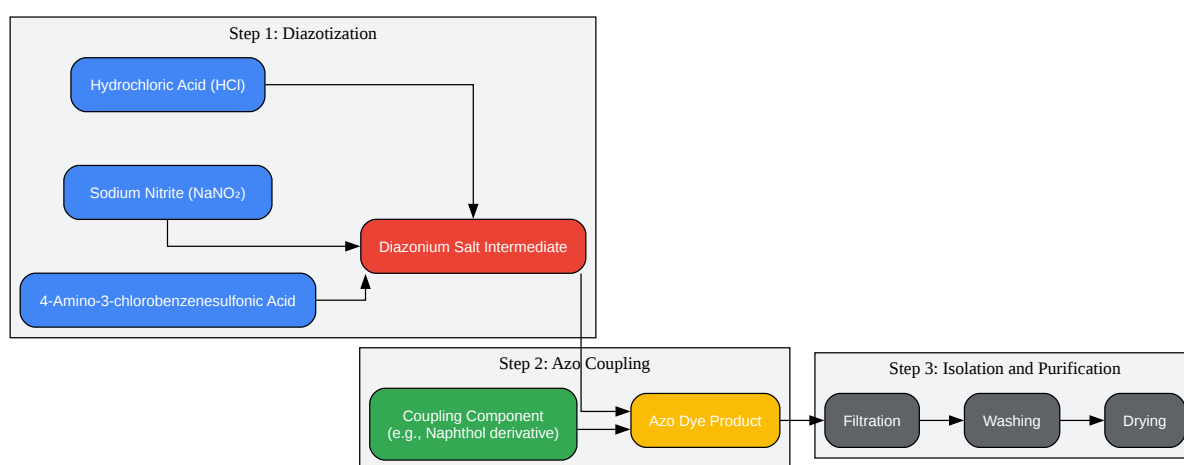 Step 1: Diazotization
Hydrochloric Acid (HCl)
Sodium Nitrite (NaNO₂)
Diazonium Salt Intermediate
4-Amino-3-chlorobenzenesulfonic Acid
Step 2: Azo Coupling
Coupling Component
(e.g., Naphthol derivative)
Azo Dye Product
Step 3: Isolation and Purification
Filtration
Washing
Drying